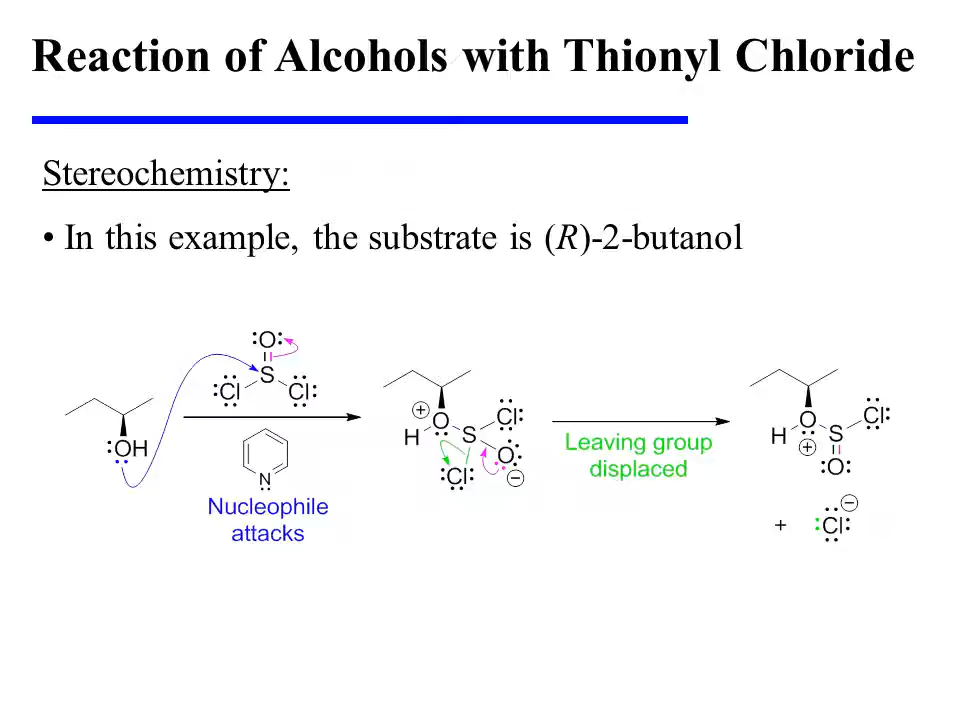 Reaction of Alcohols with Thionyl Chloride
Stereochemistry:
• In this example, the substrate is (R)-2-butanol
O
S
Cl
Cl
OH
N
Nucleophile
attacks
+
H
O
S
Cl
O
−
Cl
Leaving group
displaced
H
O
+
S
Cl
O
+
Cl
−